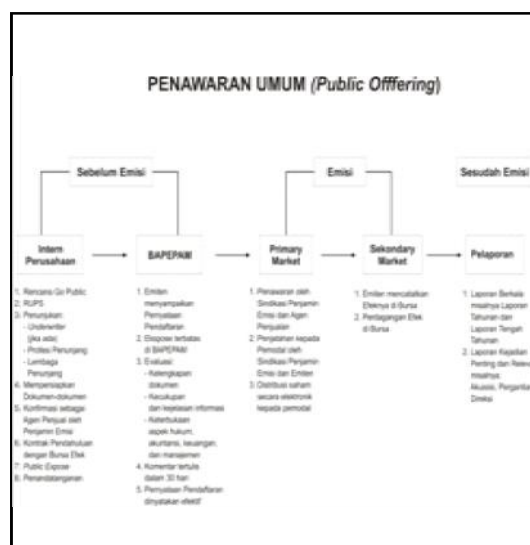 PENAWARAN UMUM (Public Offfering)
Sebelum Emisi
Emisi
Sesudah Emisi
Intern
Perusahaan
BAPEPAM
Primary
Market
Sekondary
Market
Pelaporan
1. Rencana Go Public
2. RUPS
3. Penunjukan:
- Underwriter
(jika ada)
- Profesi Penunjang
- Lembaga
Penunjang
4. Mempersiapkan
Dokumen-dokumen
5. Konfirmasi sebagai
Agen Penjual oleh
Penjamin Emisi
6. Kontrak Pendahuluan
dengan Bursa Efek
7. Public Expose
8. Penandatanganan
1. Emiten
menyampaikan
Pernyataan
Pendaftaran
2. Ekspose terbatas
di BAPEPAM
3. Evaluasi:
- Kelengkapan
dokumen
- Kecukupan
dan kejelasan informasi
- Keterbukaan
aspek hukum,
akuntansi, keuangan,
dan manajemen
4. Komentar tertulis
dalam 30 hari
5. Pernyataan Pendaftaran
dinyatakan efektif
1. Penawaran oleh
Sindikasi Penjamin
Emisi dan Agen
Penjualan
2. Penjatahan kepada
Pemodal oleh Sindikasi
Penjamin
Emisi dan Emiten
3. Distribusi saham
secara elektronik
kepada pemodal
1. Emiten mencatatkan
Efeknya di Bursa
2. Perdagangan Efek
di Bursa
1. Laporan Berkala
misalnya Laporan
Tahunan dan
Laporan Tengah
Tahunan
2. Laporan Kejadian
Penting dan Releva
misalnya:
Akuisisi, Pergantia
Direksi